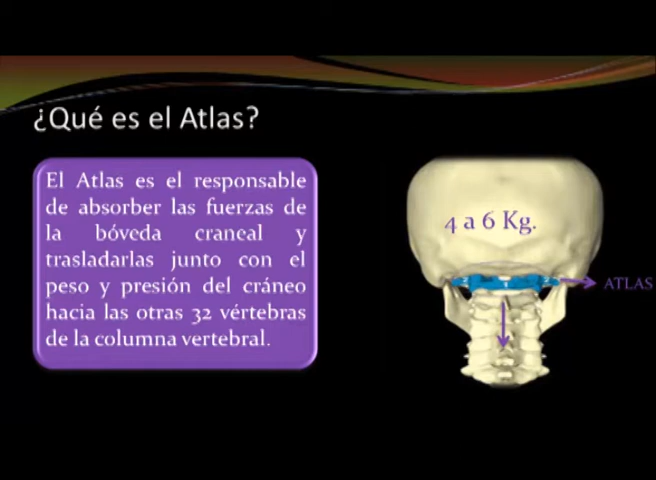 ¿Qué es el Atlas?
El Atlas es el responsable
de absorber las fuerzas de
la bóveda craneal y
trasladarlas junto con el
peso y presión del cráneo
hacia las otras 32 vértebras
de la columna vertebral.
4 a 6 Kg.
ATLAS